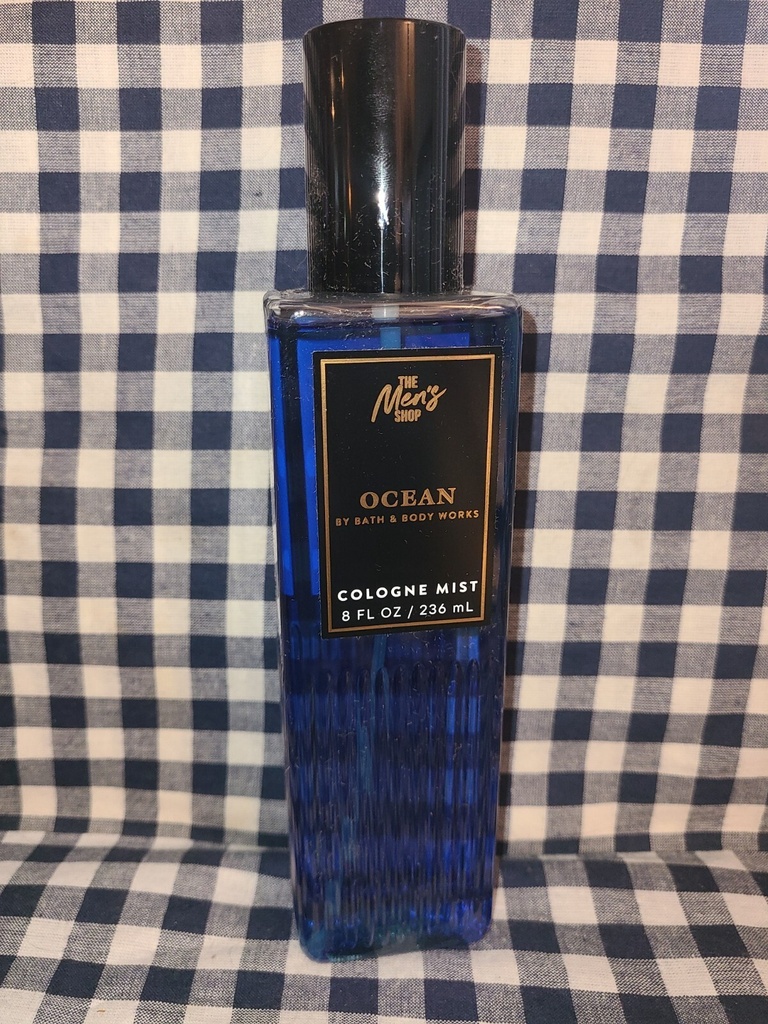 THE
Men's
SHOP
OCEAN
BY BATH & BODY WORKS
COLOGNE MIST
8 FL OZ / 236 mL